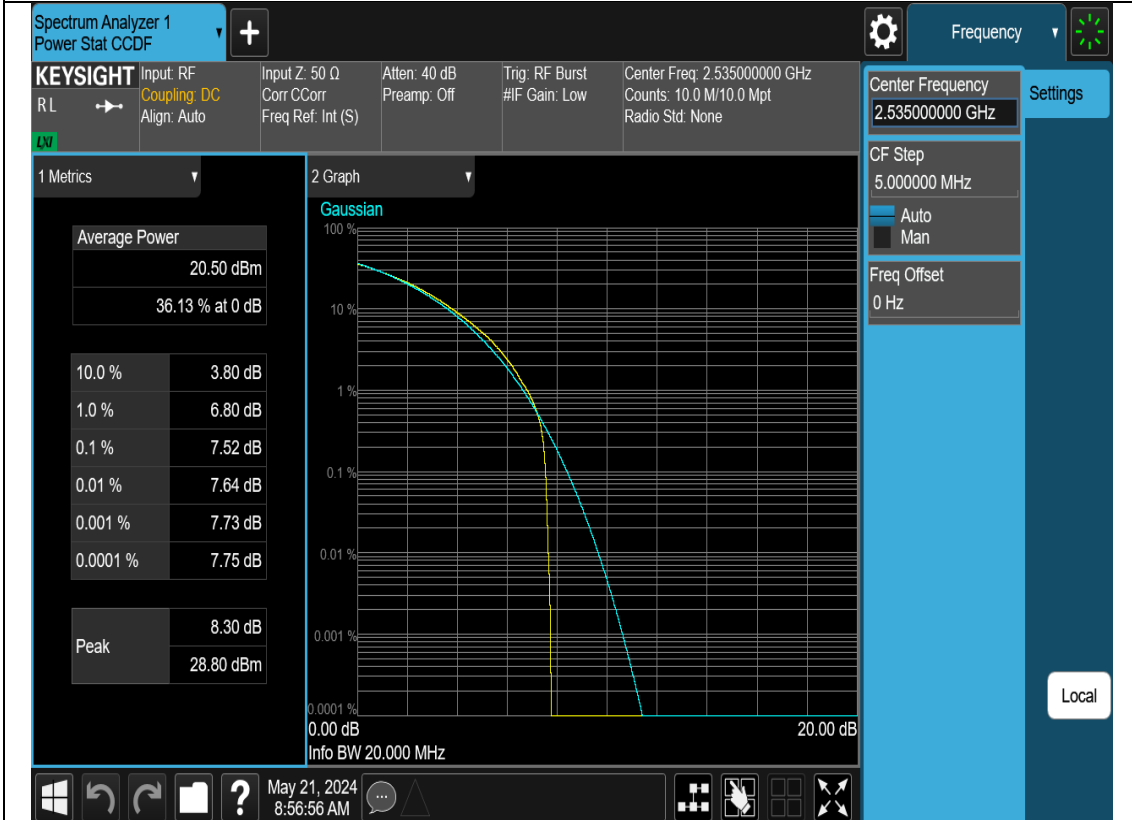 Spectrum Analyzer 1
Power Stat CCDF
+
Frequency
KEYSIGHT
R L
LXI
Input: RF
Coupling: DC
Align: Auto
Input Z: 50 Ω
Corr CCorr
Freq Ref: Int (S)
Atten: 40 dB
Preamp: Off
Trig: RF Burst
#IF Gain: Low
Center Freq: 2.535000000 GHz
Counts: 10.0 M/10.0 Mpt
Radio Std: None
Center Frequency
2.535000000 GHz
Settings
CF Step
5.000000 MHz
Auto
Man
Freq Offset
0 Hz
Local
1 Metrics
Average Power
20.50 dBm
36.13 % at 0 dB
10.0 % 3.80 dB
1.0 % 6.80 dB
0.1 % 7.52 dB
0.01 % 7.64 dB
0.001 % 7.73 dB
0.0001 % 7.75 dB
Peak
8.30 dB
28.80 dBm
2 Graph
Gaussian
100 %
10 %
1 %
0.1 %
0.01 %
0.001 %
0.0001 %
0.00 dB 20.00 dB
Info BW 20.000 MHz
?
May 21, 2024
8:56:56 AM